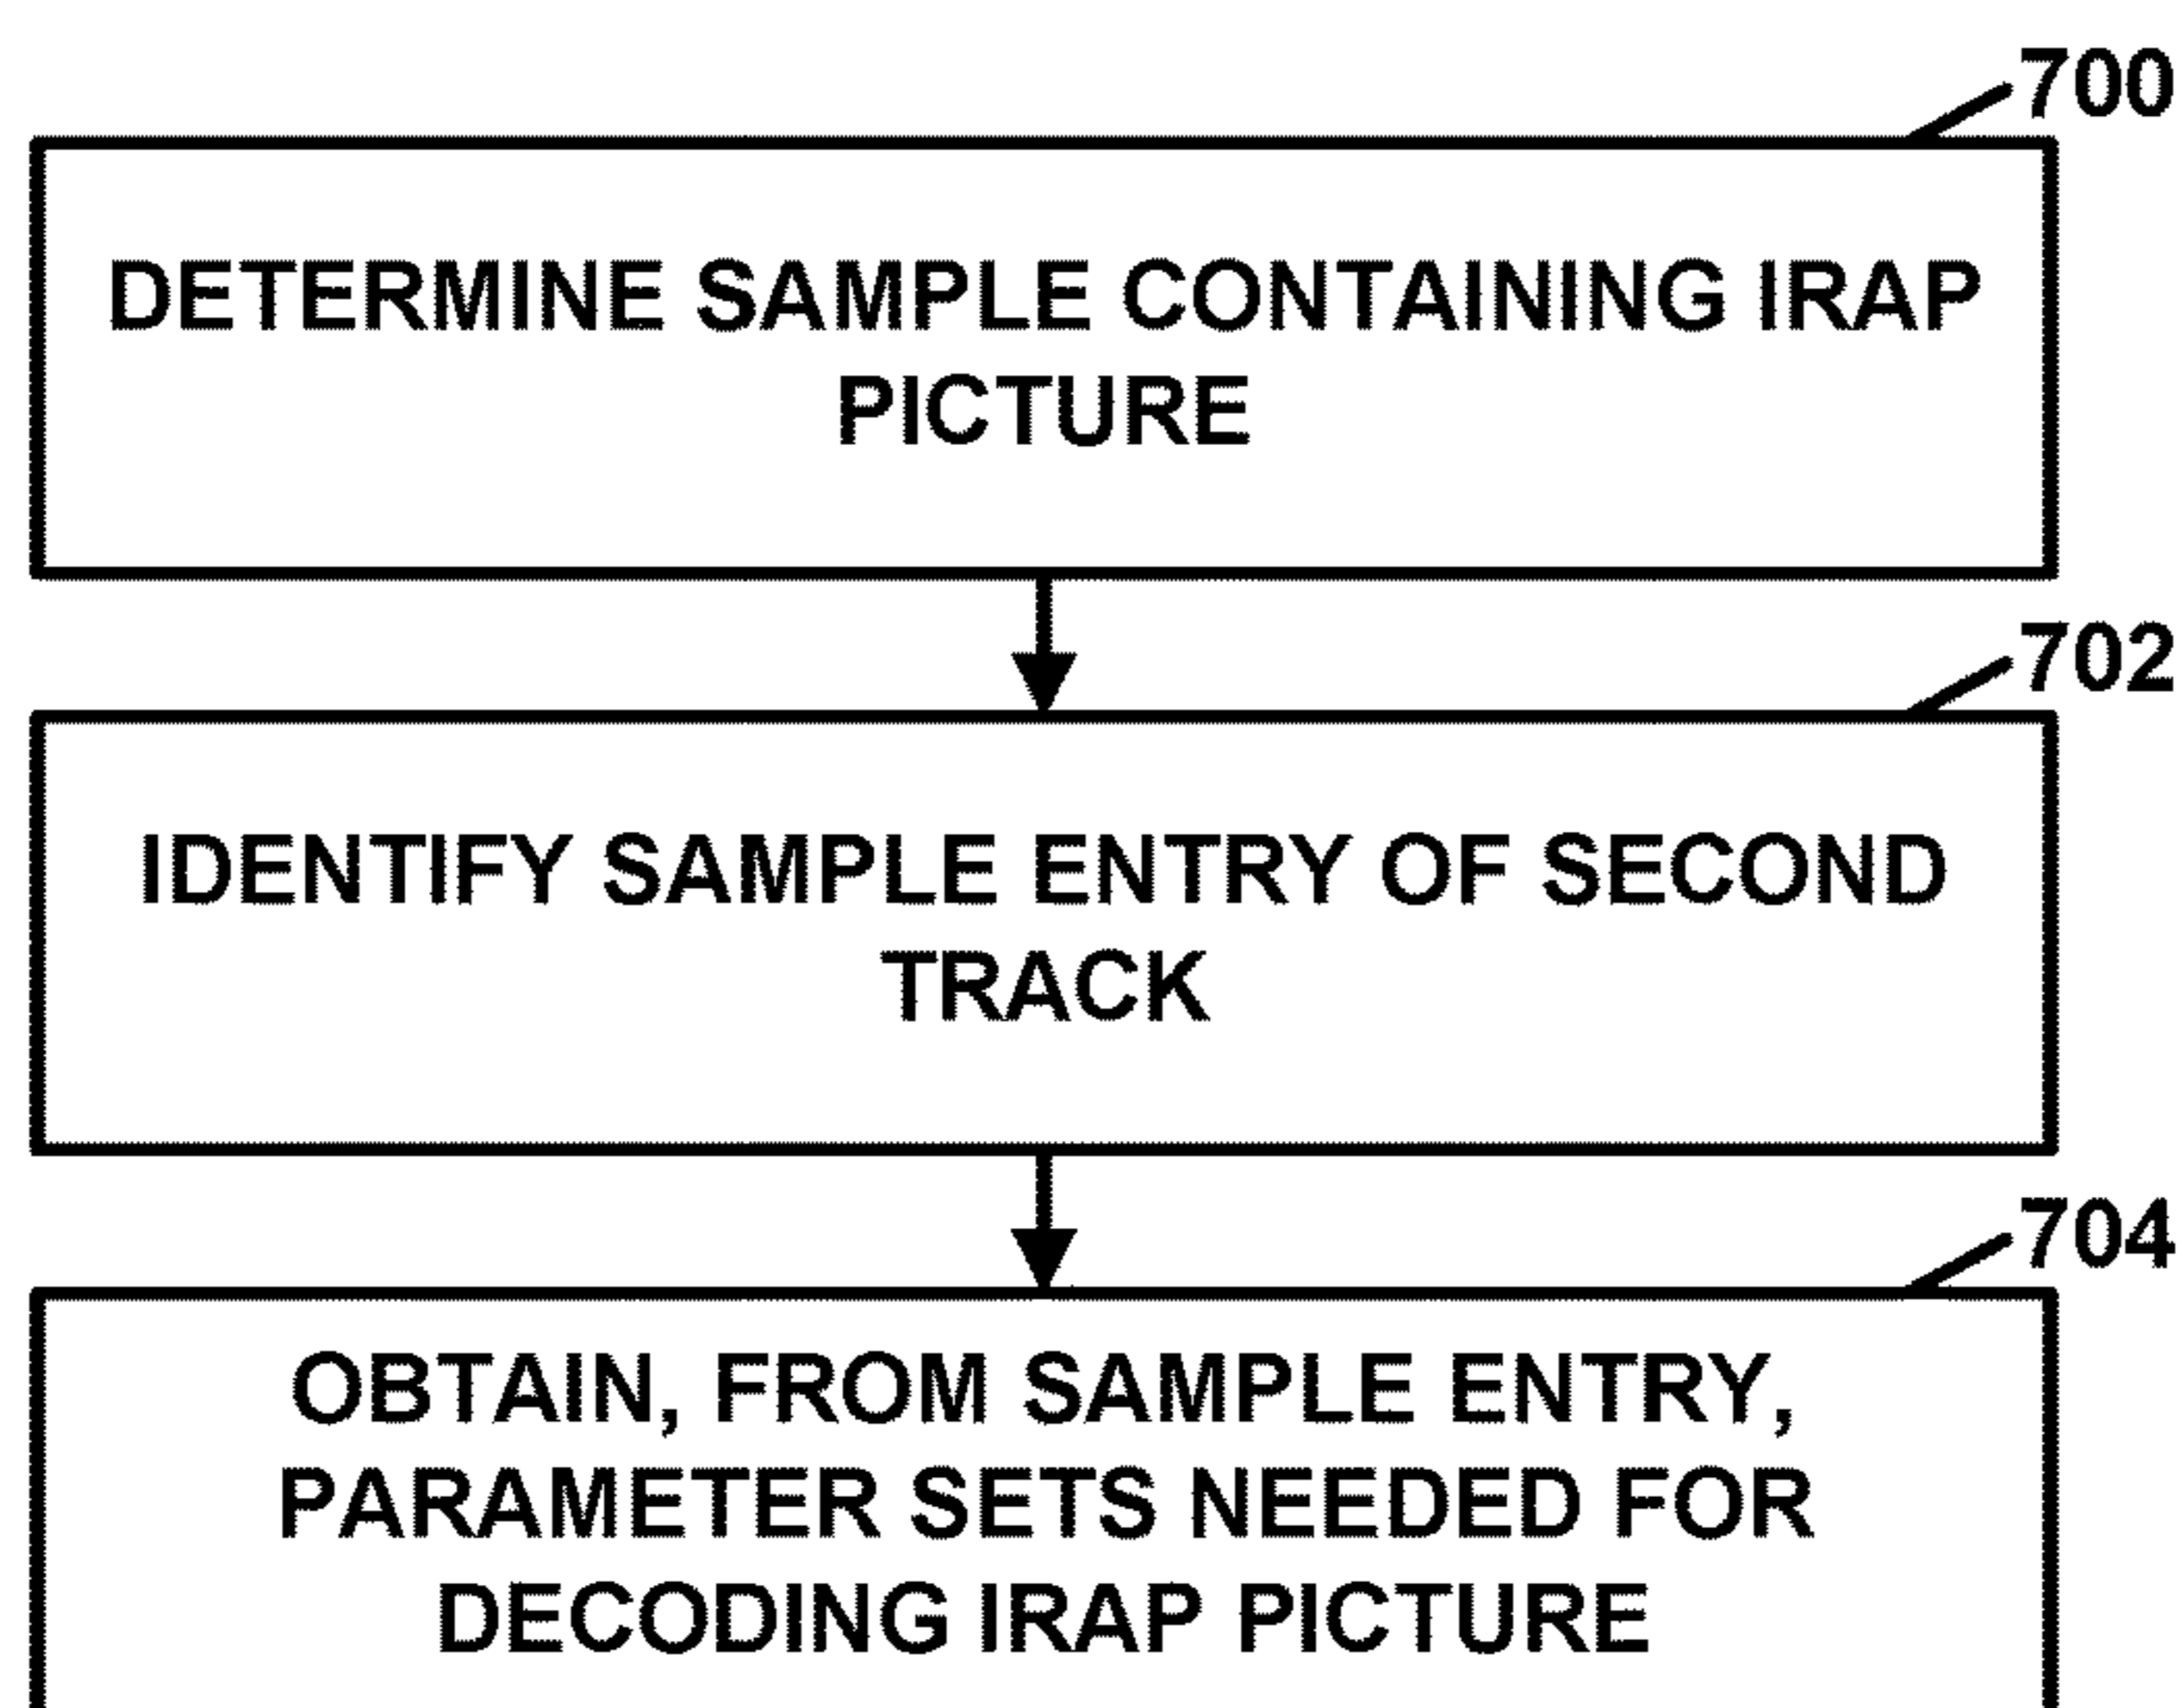 700
DETERMINE SAMPLE CONTAINING IRAP
PICTURE
702
IDENTIFY SAMPLE ENTRY OF SECOND
TRACK
704
OBTAIN, FROM SAMPLE ENTRY,
PARAMETER SETS NEEDED FOR
DECODING IRAP PICTURE